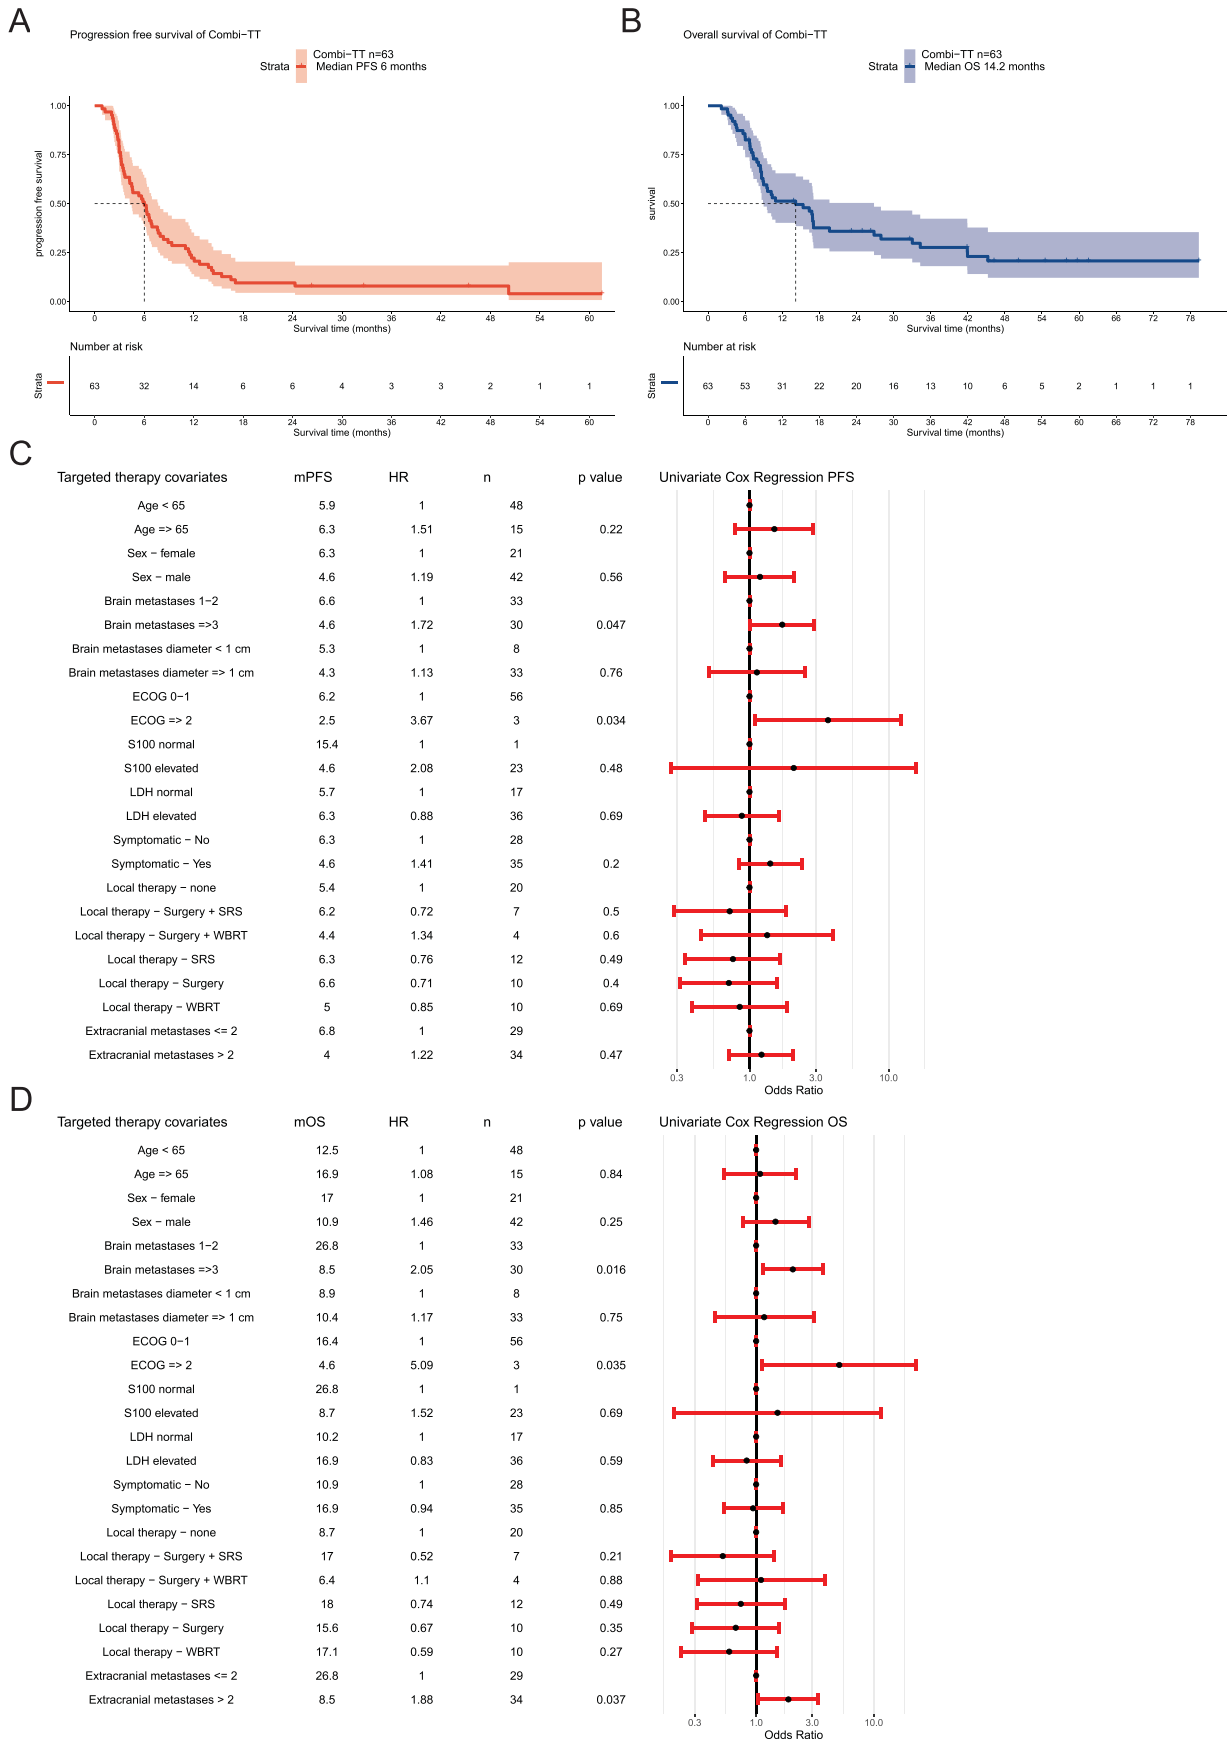 A
Progression free survival of Combi−TT
Strata
Combi−TT n=63
Median PFS 6 months
progression free survival
1.00
0.75
0.50
0.25
0.00
0 6 12 18 24 30 36 42 48 54 60
Survival time (months)
Number at risk
Strata
63 32 14 6 6 4 3 3 2 1 1
0 6 12 18 24 30 36 42 48 54 60
Survival time (months)
B
Overall survival of Combi−TT
Strata
Combi−TT n=63
Median OS 14.2 months
survival
1.00
0.75
0.50
0.25
0.00
0 6 12 18 24 30 36 42 48 54 60 66 72 78
Survival time (months)
Number at risk
Strata
63 53 31 22 20 16 13 10 6 5 2 1 1 1
0 6 12 18 24 30 36 42 48 54 60 66 72 78
Survival time (months)
C
Targeted therapy covariates mPFS HR n p value Univariate Cox Regression PFS
Age < 65 5.9 1 48
Age => 65 6.3 1.51 15 0.22
Sex − female 6.3 1 21
Sex − male 4.6 1.19 42 0.56
Brain metastases 1−2 6.6 1 33
Brain metastases =>3 4.6 1.72 30 0.047
Brain metastases diameter < 1 cm 5.3 1 8
Brain metastases diameter => 1 cm 4.3 1.13 33 0.76
ECOG 0−1 6.2 1 56
ECOG => 2 2.5 3.67 3 0.034
S100 normal 15.4 1 1
S100 elevated 4.6 2.08 23 0.48
LDH normal 5.7 1 17
LDH elevated 6.3 0.88 36 0.69
Symptomatic − No 6.3 1 28
Symptomatic − Yes 4.6 1.41 35 0.2
Local therapy − none 5.4 1 20
Local therapy − Surgery + SRS 6.2 0.72 7 0.5
Local therapy − Surgery + WBRT 4.4 1.34 4 0.6
Local therapy − SRS 6.3 0.76 12 0.49
Local therapy − Surgery 6.6 0.71 10 0.4
Local therapy − WBRT 5 0.85 10 0.69
Extracranial metastases <= 2 6.8 1 29
Extracranial metastases > 2 4 1.22 34 0.47
0.3 1.0 3.0 10.0
Odds Ratio
D
Targeted therapy covariates mOS HR n p value Univariate Cox Regression OS
Age < 65 12.5 1 48
Age => 65 16.9 1.08 15 0.84
Sex − female 17 1 21
Sex − male 10.9 1.46 42 0.25
Brain metastases 1−2 26.8 1 33
Brain metastases =>3 8.5 2.05 30 0.016
Brain metastases diameter < 1 cm 8.9 1 8
Brain metastases diameter => 1 cm 10.4 1.17 33 0.75
ECOG 0−1 16.4 1 56
ECOG => 2 4.6 5.09 3 0.035
S100 normal 26.8 1 1
S100 elevated 8.7 1.52 23 0.69
LDH normal 10.2 1 17
LDH elevated 16.9 0.83 36 0.59
Symptomatic − No 10.9 1 28
Symptomatic − Yes 16.9 0.94 35 0.85
Local therapy − none 8.7 1 20
Local therapy − Surgery + SRS 17 0.52 7 0.21
Local therapy − Surgery + WBRT 6.4 1.1 4 0.88
Local therapy − SRS 18 0.74 12 0.49
Local therapy − Surgery 15.6 0.67 10 0.35
Local therapy − WBRT 17.1 0.59 10 0.27
Extracranial metastases <= 2 26.8 1 29
Extracranial metastases > 2 8.5 1.88 34 0.037
0.3 1.0 3.0 10.0
Odds Ratio